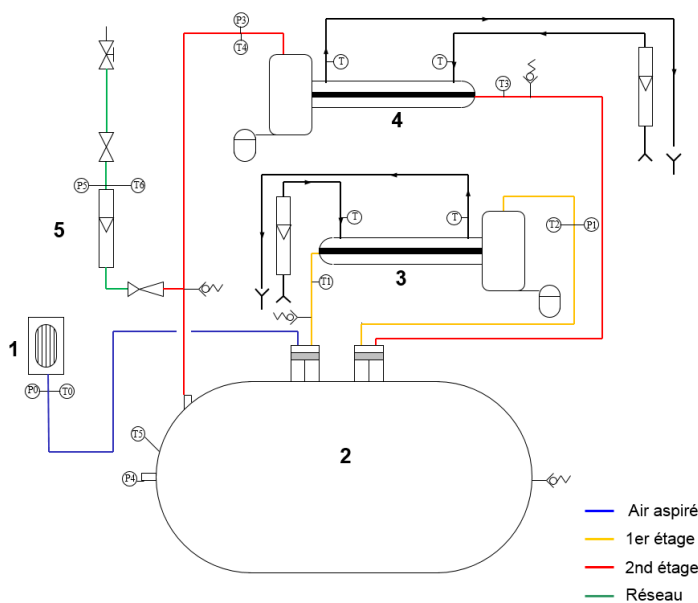 P3
T4
T
T
T3
4
P5
T6
5
T
T
T2
P1
3
T1
1
P0
T0
T5
2
P4
Air aspiré
1er étage
2nd étage
Réseau